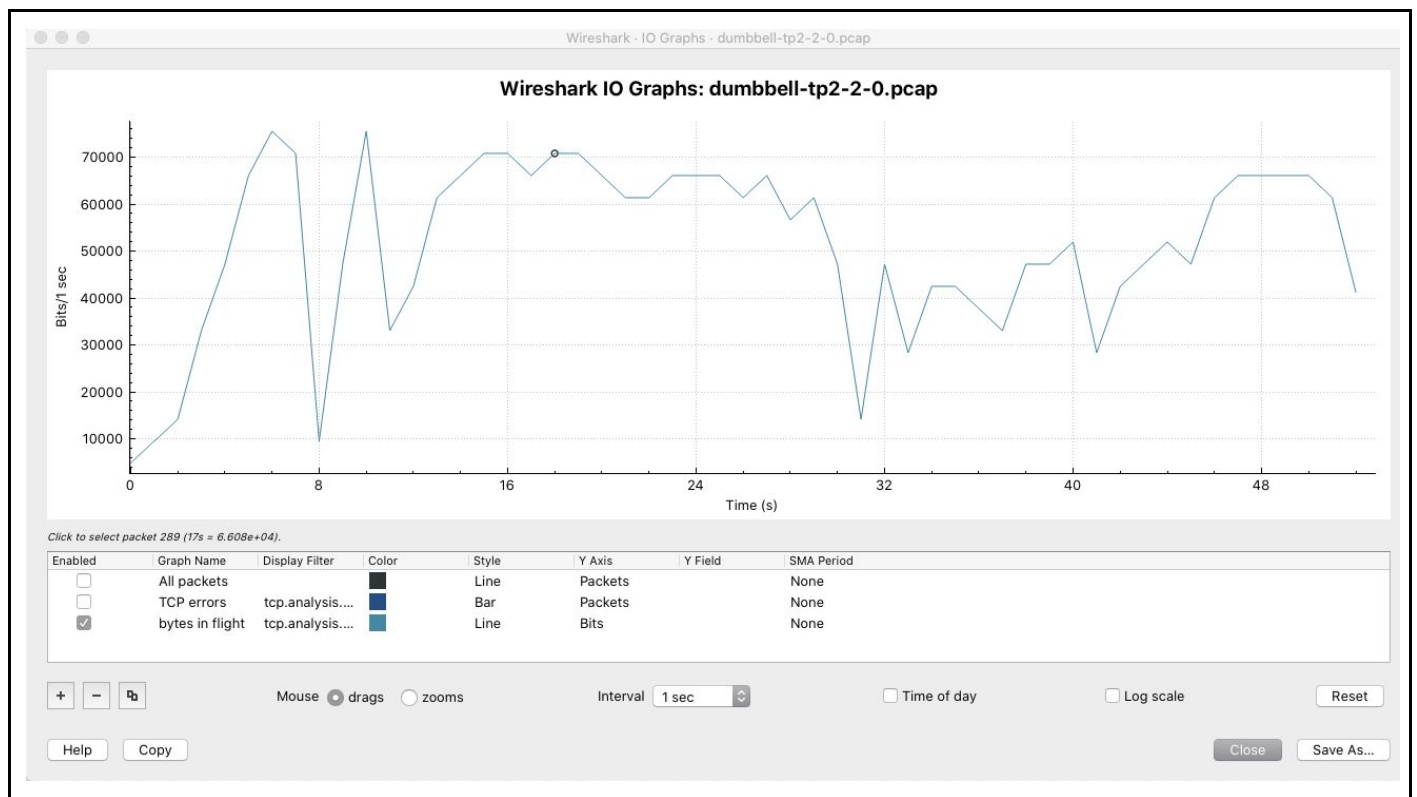 Wireshark · IO Graphs · dumbbell-tp2-2-0.pcap
Wireshark IO Graphs: dumbbell-tp2-2-0.pcap
70000
60000
50000
40000
30000
20000
10000
Bits/1 sec
0 8 16 24 32 40 48
Time (s)
Click to select packet 289 (17s = 6.608e+04).
Enabled Graph Name Display Filter Color Style Y Axis Y Field SMA Period
All packets Line Packets None
TCP errors tcp.analysis.... Bar Packets None
bytes in flight tcp.analysis.... Line Bits None
+ − Mouse drags zooms Interval 1 sec Time of day Log scale Reset
Help Copy Close Save As...